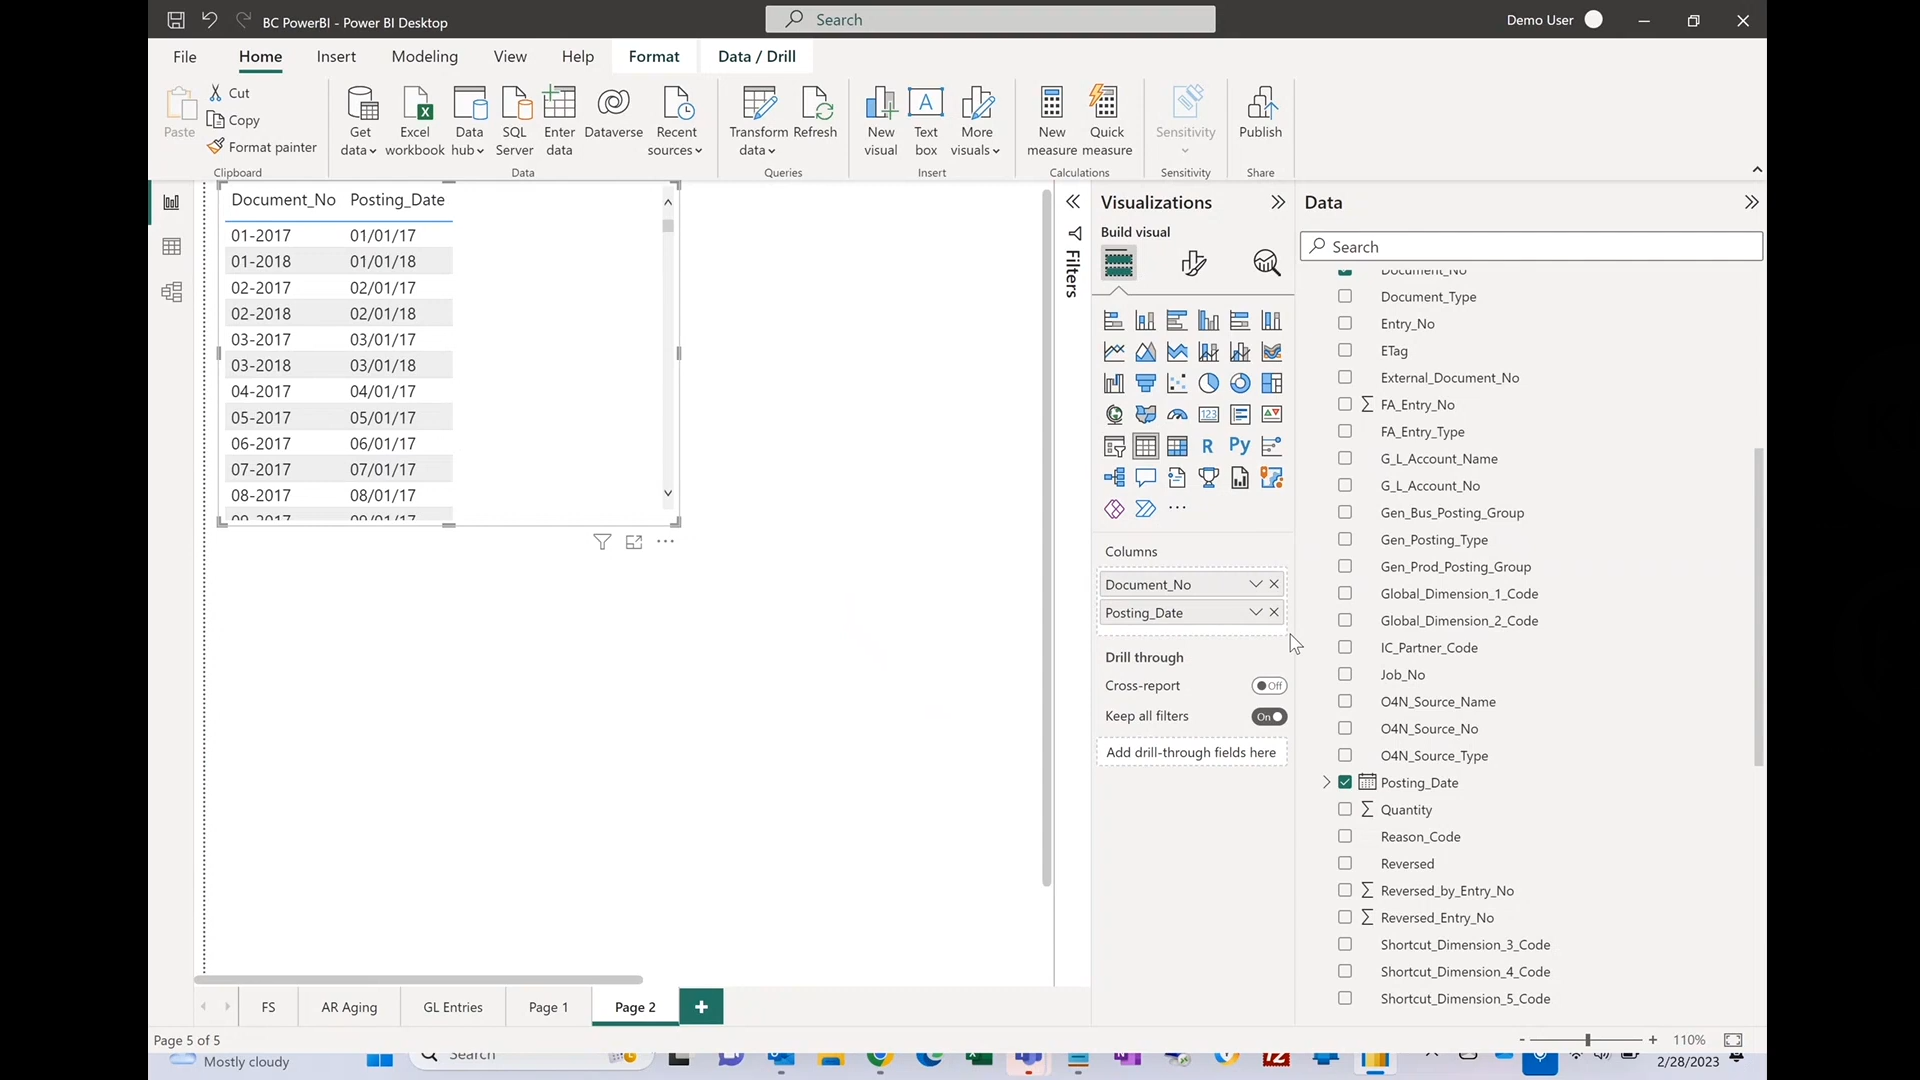 BC PowerBI - Power BI Desktop
Search
Demo User
File
Home
Insert
Modeling
View
Help
Format
Data / Drill
Paste
Cut
Copy
Format painter
Clipboard
Get data
Excel workbook
Data hub
SQL Server
Enter data
Dataverse
Recent sources
Data
Transform data
Refresh
Queries
New visual
Text box
More visuals
Insert
New measure
Quick measure
Calculations
Sensitivity
Sensitivity
Publish
Share
Document_No Posting_Date
01-2017 01/01/17
01-2018 01/01/18
02-2017 02/01/17
02-2018 02/01/18
03-2017 03/01/17
03-2018 03/01/18
04-2017 04/01/17
05-2017 05/01/17
06-2017 06/01/17
07-2017 07/01/17
08-2017 08/01/17
09-2017 09/01/17
Filters
Visualizations
Build visual
123
R
Py
Columns
Document_No
Posting_Date
Drill through
Cross-report
Off
Keep all filters
On
Add drill-through fields here
Data
Search
Document_No
Document_Type
Entry_No
ETag
External_Document_No
FA_Entry_No
FA_Entry_Type
G_L_Account_Name
G_L_Account_No
Gen_Bus_Posting_Group
Gen_Posting_Type
Gen_Prod_Posting_Group
Global_Dimension_1_Code
Global_Dimension_2_Code
IC_Partner_Code
Job_No
O4N_Source_Name
O4N_Source_No
O4N_Source_Type
Posting_Date
Quantity
Reason_Code
Reversed
Reversed_by_Entry_No
Reversed_Entry_No
Shortcut_Dimension_3_Code
Shortcut_Dimension_4_Code
Shortcut_Dimension_5_Code
FS
AR Aging
GL Entries
Page 1
Page 2
Page 5 of 5
- + 110%
Mostly cloudy
Search
2/28/2023